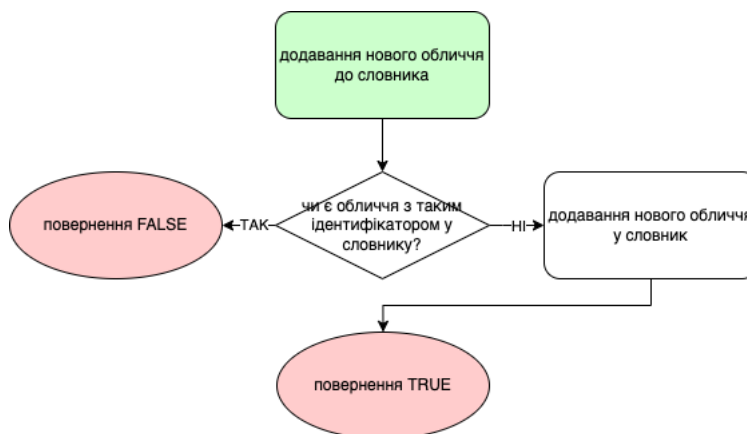 додавання нового обличчя
до словника
чи є обличчя з таким
ідентифікатором у
словнику?
повернення FALSE
ТАК
НІ
додавання нового обличчя
у словник
повернення TRUE